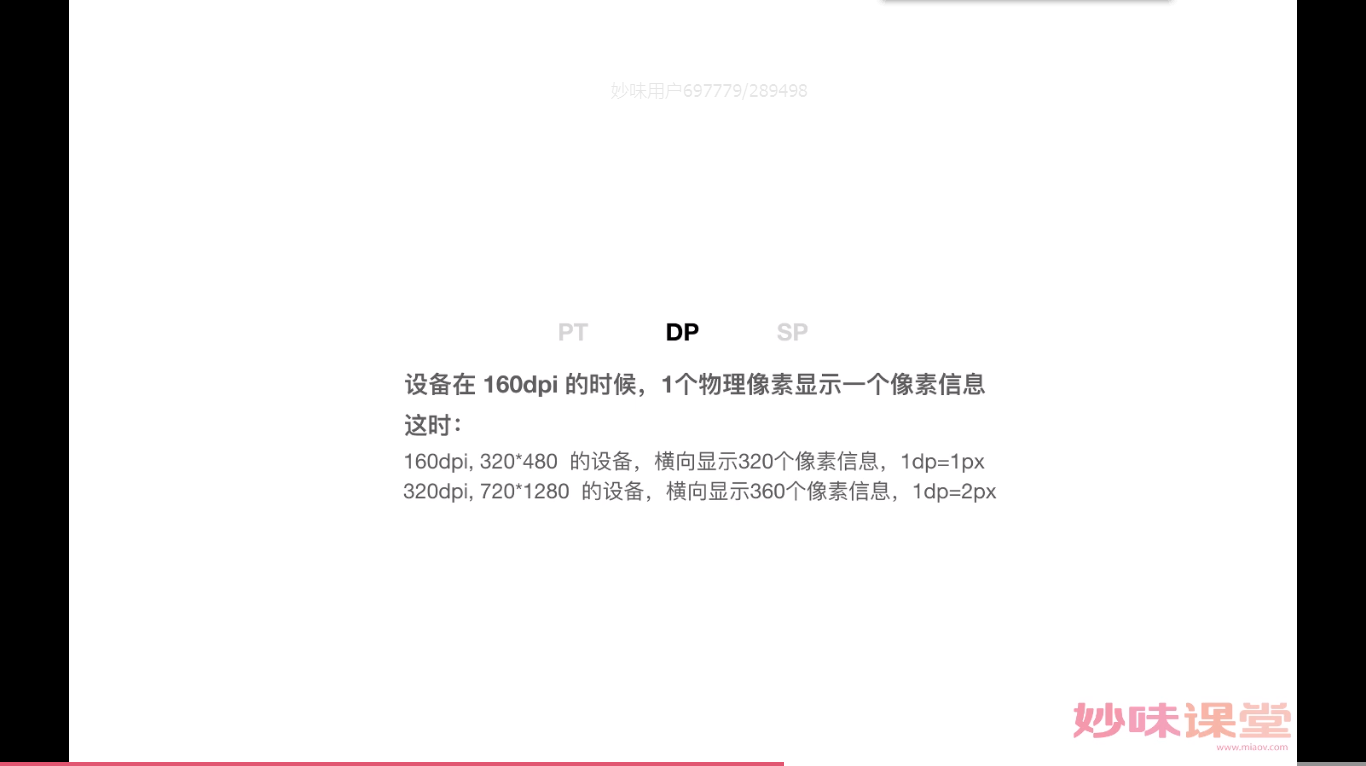 妙味用户697779/289498
PT DP SP
设备在 160dpi 的时候，1个物理像素显示一个像素信息
这时：
160dpi, 320*480 的设备，横向显示320个像素信息，1dp=1px
320dpi, 720*1280 的设备，横向显示360个像素信息，1dp=2px
妙味课堂
www.miaov.com